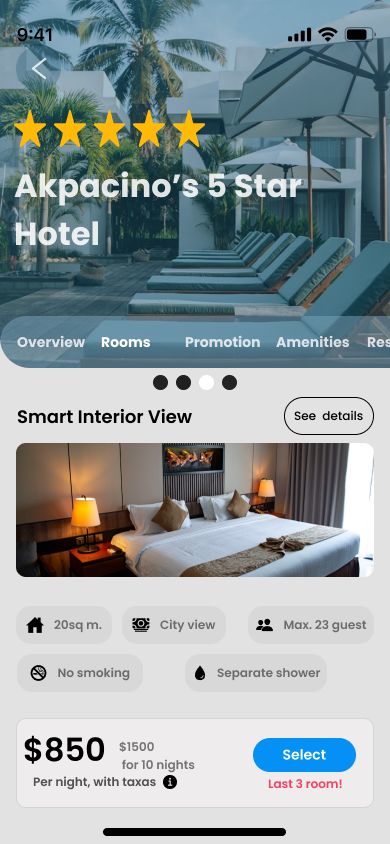 9:41
Akpacino’s 5 Star
Hotel
Overview Rooms Promotion Amenities Res
Smart Interior View
See details
20sq m. City view Max. 23 guest
No smoking Separate shower
$850 $1500
for 10 nights
Per night, with taxas
Select
Last 3 room!